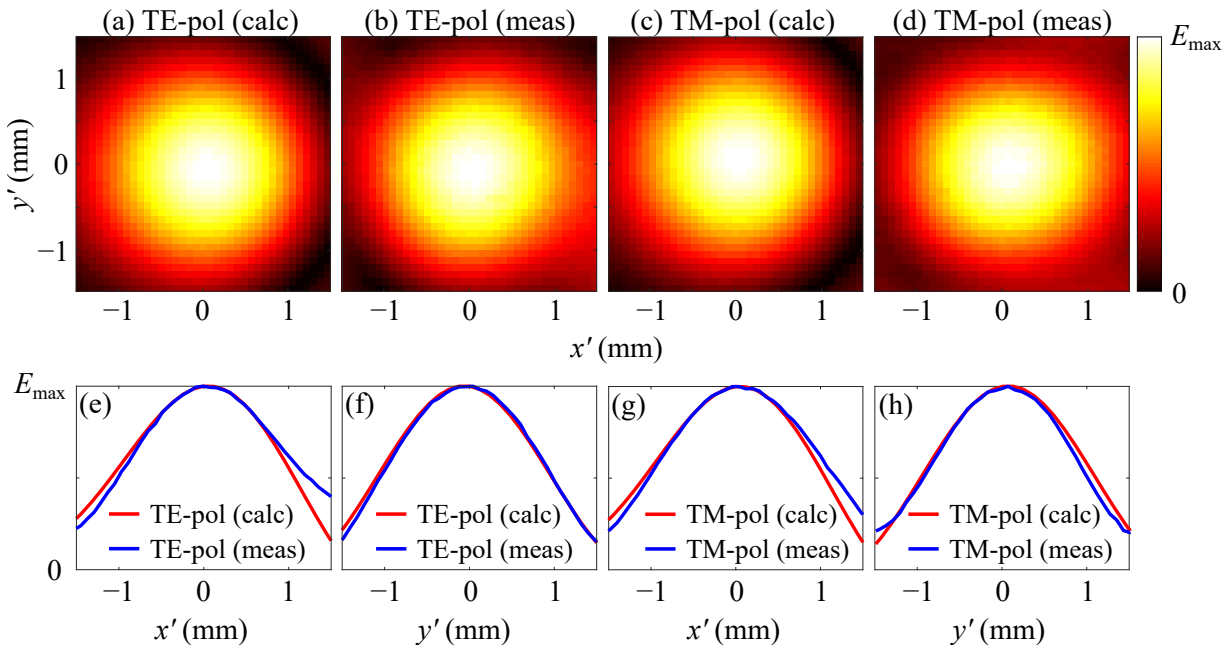 (a) TE-pol (calc) (b) TE-pol (meas) (c) TM-pol (calc) (d) TM-pol (meas)
E_max
1
0
−1
y′ (mm)
0
−1 0 1 −1 0 1 −1 0 1 −1 0 1
x′ (mm)
E_max
(e) (f) (g) (h)
TE-pol (calc) TE-pol (calc) TM-pol (calc) TM-pol (calc)
TE-pol (meas) TE-pol (meas) TM-pol (meas) TM-pol (meas)
0
−1 0 1 −1 0 1 −1 0 1 −1 0 1
x′ (mm) y′ (mm) x′ (mm) y′ (mm)